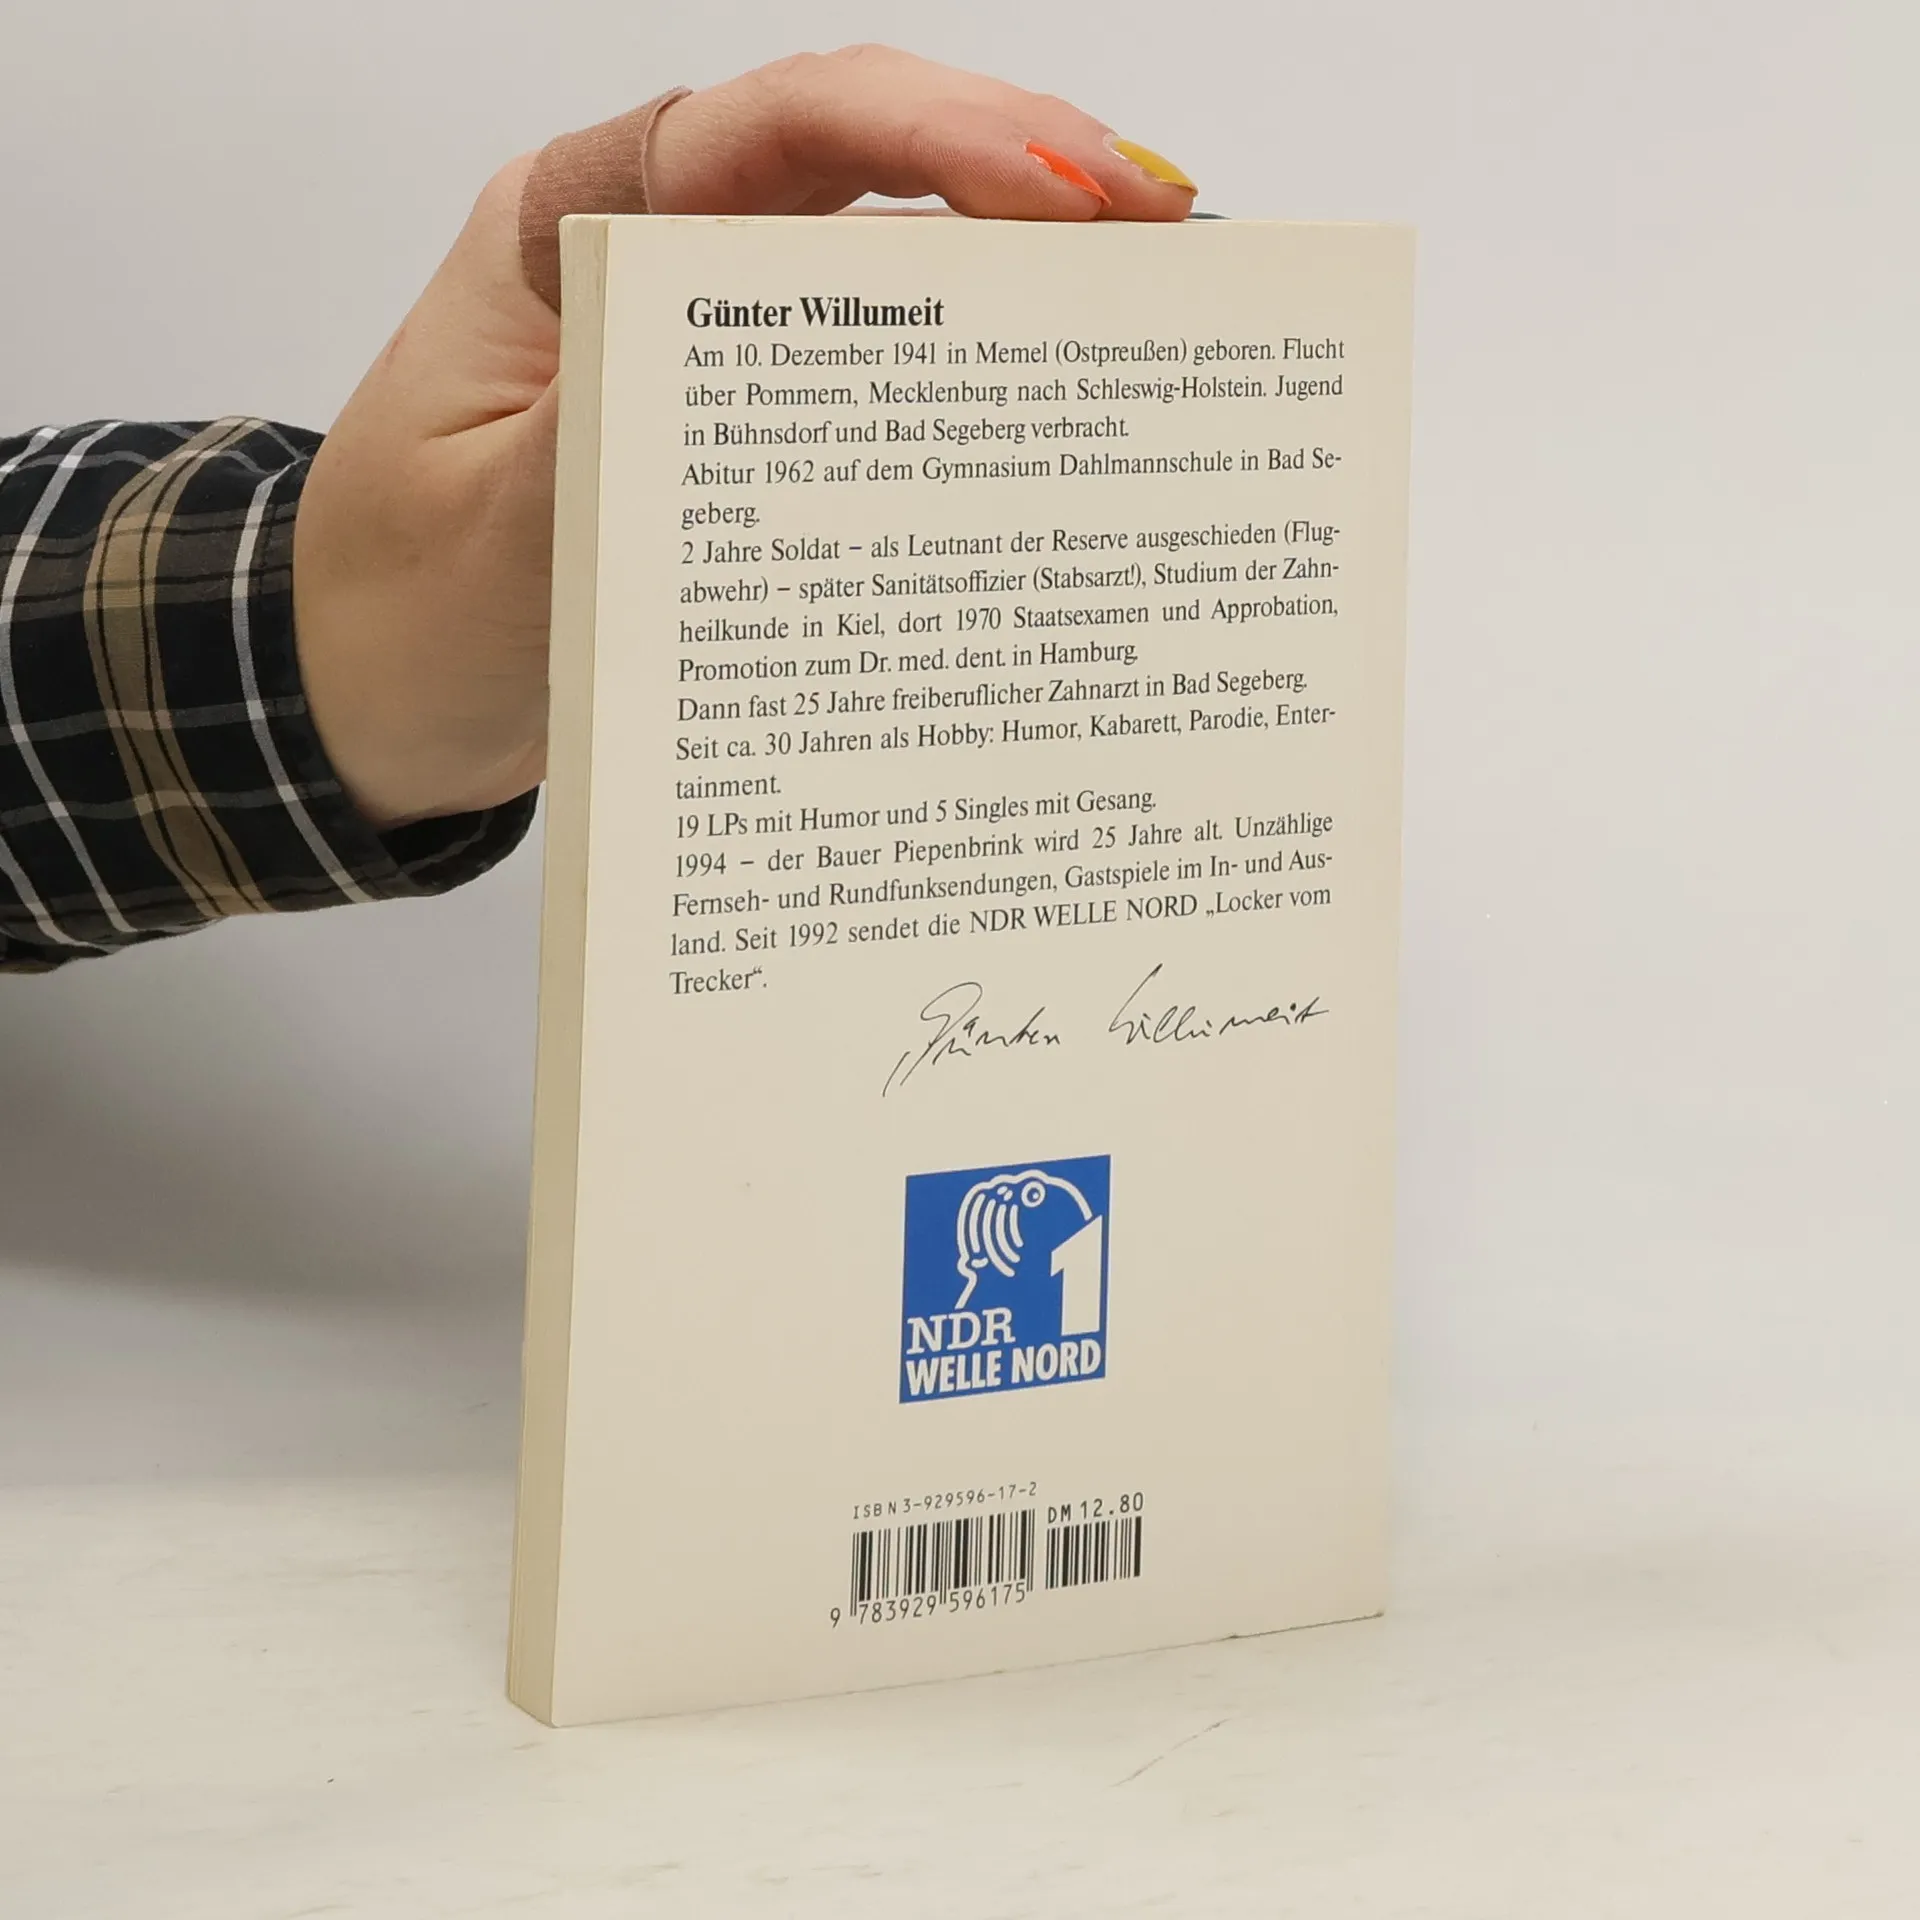 Günter Willumeit
Am 10. Dezember 1941 in Memel (Ostpreußen) geboren. Flucht
über Pommern, Mecklenburg nach Schleswig-Holstein. Jugend
in Bühnsdorf und Bad Segeberg verbracht.
Abitur 1962 auf dem Gymnasium Dahlmannschule in Bad Se-
geberg.
2 Jahre Soldat – als Leutnant der Reserve ausgeschieden (Flug-
abwehr) – später Sanitätsoffizier (Stabsarzt!), Studium der Zahn-
heilkunde in Kiel, dort 1970 Staatsexamen und Approbation,
Promotion zum Dr. med. dent. in Hamburg.
Dann fast 25 Jahre freiberuflicher Zahnarzt in Bad Segeberg.
Seit ca. 30 Jahren als Hobby: Humor, Kabarett, Parodie, Enter-
tainment.
19 LPs mit Humor und 5 Singles mit Gesang.
1994 – der Bauer Piepenbrink wird 25 Jahre alt. Unzählige
Fernseh- und Rundfunksendungen, Gastspiele im In- und Aus-
land. Seit 1992 sendet die NDR WELLE NORD „Locker vom
Trecker“.
Günter Willumeit
1
NDR
WELLE NORD
ISBN 3-929596-17-2
DM 12.80
9 783929 596175